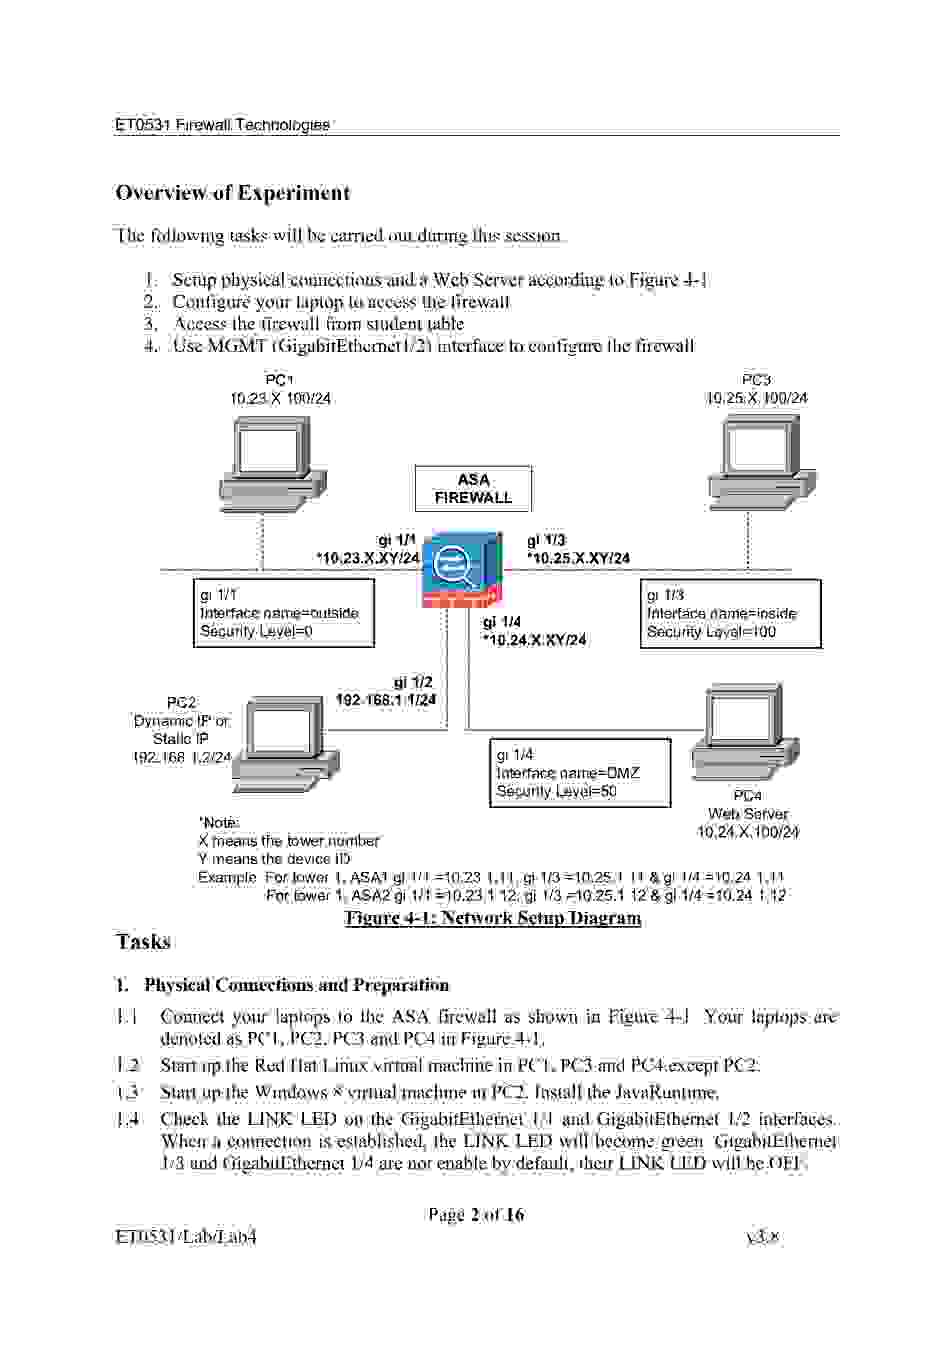 ET0531 Firewall Technologies
Overview of Experiment
The following tasks will be carried out during this session.
1. Setup physical connections and a Web Server according to Figure 4-1
2. Configure your laptop to access the firewall
3. Access the firewall from student table
4. Use MGMT (GigabitEthernet1/2) interface to configure the firewall
PC1
10.23.X.100/24
PC3
10.25.X.100/24
ASA
FIREWALL
gi 1/1
*10.23.X.XY/24
gi 1/3
*10.25.X.XY/24
gi 1/1
Interface name=outside
Security Level=0
gi 1/3
Interface name=inside
Security Level=100
gi 1/4
*10.24.X.XY/24
gi 1/2
192.168.1.1/24
PC2
Dynamic IP or
Static IP
192.168.1.2/24
gi 1/4
Interface name=DMZ
Security Level=50
PC4
Web Server
10.24.X.100/24
*Note:
X means the tower number
Y means the device ID
Example: For tower 1, ASA1 gi 1/1 =10.23.1.11, gi 1/3 =10.25.1.11 & gi 1/4 =10.24.1.11
For tower 1, ASA2 gi 1/1 =10.23.1.12, gi 1/3 =10.25.1.12 & gi 1/4 =10.24.1.12
Figure 4-1: Network Setup Diagram
Tasks
1. Physical Connections and Preparation
1.1 Connect your laptops to the ASA firewall as shown in Figure 4-1. Your laptops are
denoted as PC1, PC2, PC3 and PC4 in Figure 4-1.
1.2 Start up the Red Hat Linux virtual machine in PC1, PC3 and PC4 except PC2.
1.3 Start up the Windows 8 virtual machine in PC2. Install the JavaRuntime.
1.4 Check the LINK LED on the GigabitEthernet 1/1 and GigabitEthernet 1/2 interfaces.
When a connection is established, the LINK LED will become green. GigabitEthernet
1/3 and GigabitEthernet 1/4 are not enable by default, their LINK LED will be OFF.
Page 2 of 16
ET0531/Lab/Lab4
v3.x